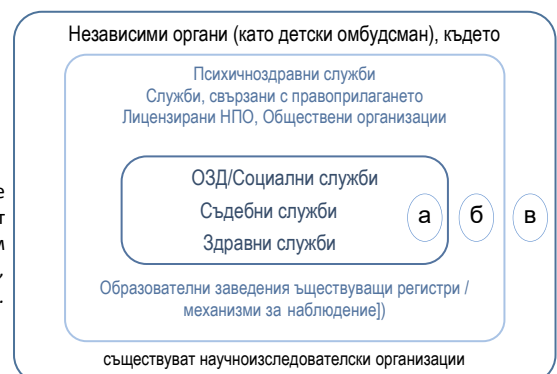 Независими органи (като детски омбудсман), където
Психичноздравни служби
Служби, свързани с правоприлагането
Лицензирани НПО, Обществени организации
е
т
м
,
.
ОЗД/Социални служби
Съдебни служби
Здравни служби
а
б
в
Образователни заведения ъществуващи регистри /
механизми за наблюдение])
съществуват научноизследователски организации